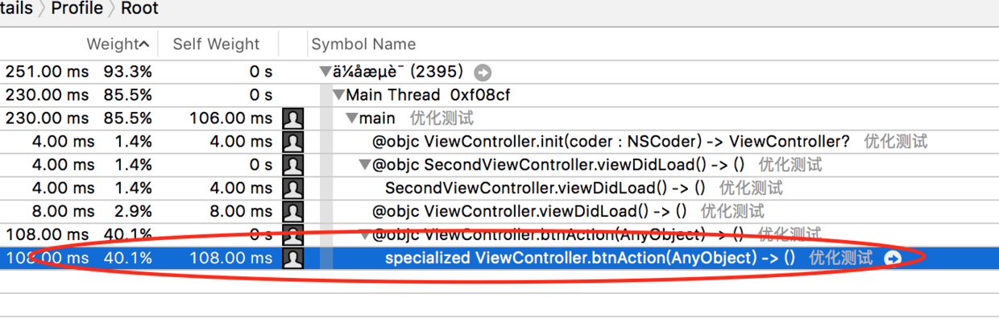 tails 〉 Profile 〉 Root
Weight Self Weight Symbol Name
251.00 ms 93.3% 0 s ▼ä¼åæµè¯ (2395)
230.00 ms 85.5% 0 s ▼Main Thread 0xf08cf
230.00 ms 85.5% 106.00 ms ▼main 优化测试
4.00 ms 1.4% 4.00 ms @objc ViewController.init(coder : NSCoder) -> ViewController? 优化测试
4.00 ms 1.4% 0 s ▼@objc SecondViewController.viewDidLoad() -> () 优化测试
4.00 ms 1.4% 4.00 ms SecondViewController.viewDidLoad() -> () 优化测试
8.00 ms 2.9% 8.00 ms @objc ViewController.viewDidLoad() -> () 优化测试
108.00 ms 40.1% 0 s ▼@objc ViewController.btnAction(AnyObject) -> () 优化测试
108.00 ms 40.1% 108.00 ms specialized ViewController.btnAction(AnyObject) -> () 优化测试